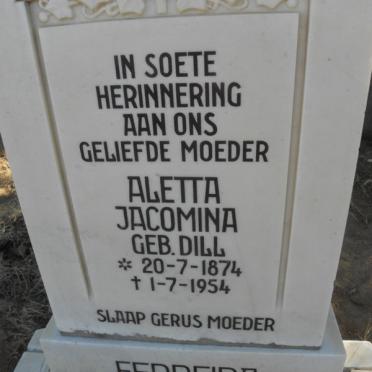 IN SOETE
HERINNERING
AAN ONS
GELIEFDE MOEDER
ALETTA
JACOMINA
GEB. DILL
* 20-7-1874
† 1-7-1954
SLAAP GERUS MOEDER
FERREIRA